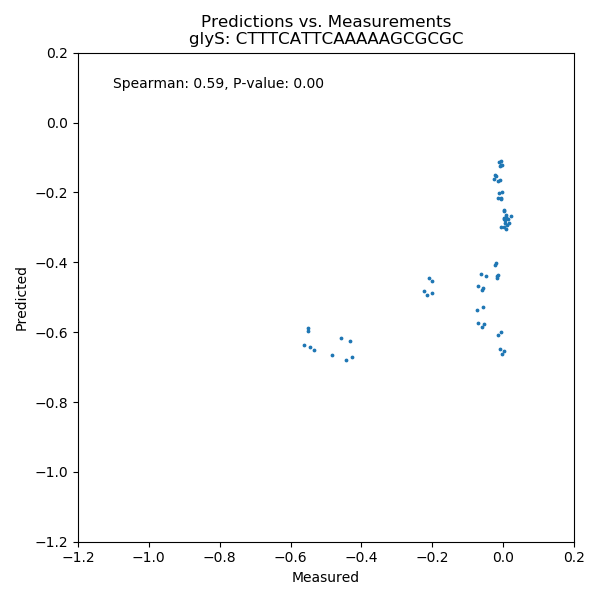 Predictions vs. Measurements
glyS: CTTTCATTCAAAAAGCGCGC
Spearman: 0.59, P-value: 0.00
0.2
0.0
−0.2
−0.4
−0.6
−0.8
−1.0
−1.2
Predicted
−1.2 −1.0 −0.8 −0.6 −0.4 −0.2 0.0 0.2
Measured